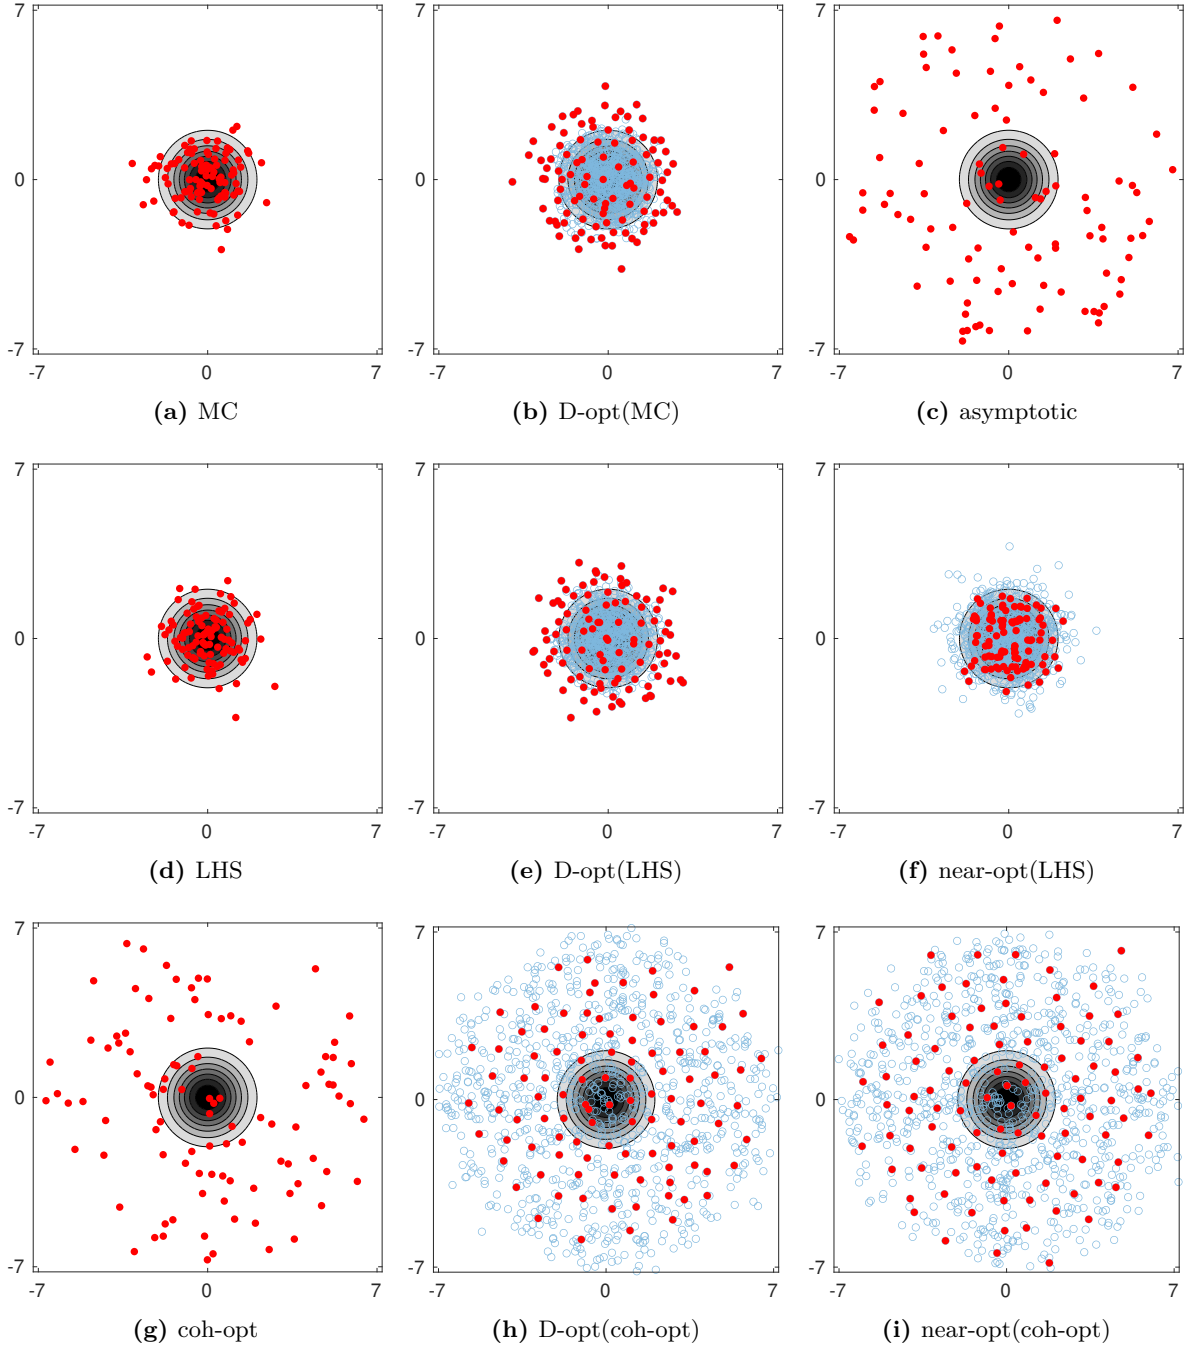 7 7 7
0 0 0
-7 -7 -7
-7 0 7 -7 0 7 -7 0 7
(a) MC (b) D-opt(MC) (c) asymptotic
7 7 7
0 0 0
-7 -7 -7
-7 0 7 -7 0 7 -7 0 7
(d) LHS (e) D-opt(LHS) (f) near-opt(LHS)
7 7 7
0 0 0
-7 -7 -7
-7 0 7 -7 0 7 -7 0 7
(g) coh-opt (h) D-opt(coh-opt) (i) near-opt(coh-opt)